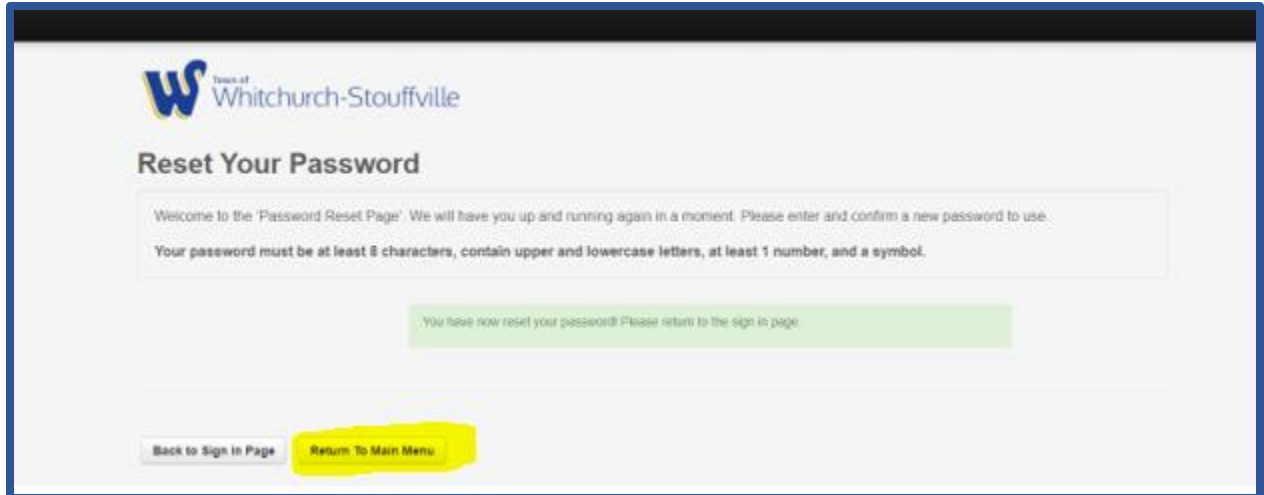 Town of
Whitchurch-Stouffville
Reset Your Password
Welcome to the 'Password Reset Page'. We will have you up and running again in a moment. Please enter and confirm a new password to use.
Your password must be at least 8 characters, contain upper and lowercase letters, at least 1 number, and a symbol.
You have now reset your password! Please return to the sign in page.
Back to Sign In Page
Return To Main Menu